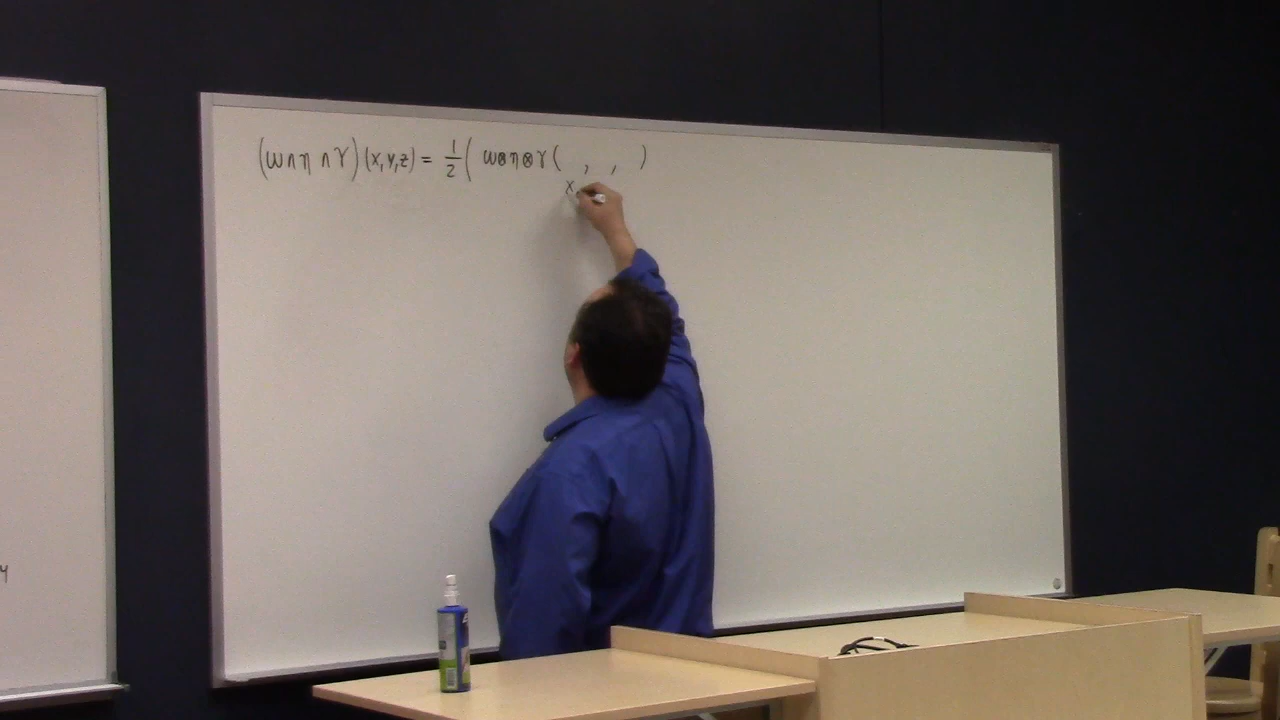 (ω∧η∧γ)(x,y,z) = 1/2 ( ω⊗η⊗γ( , , )
x
y